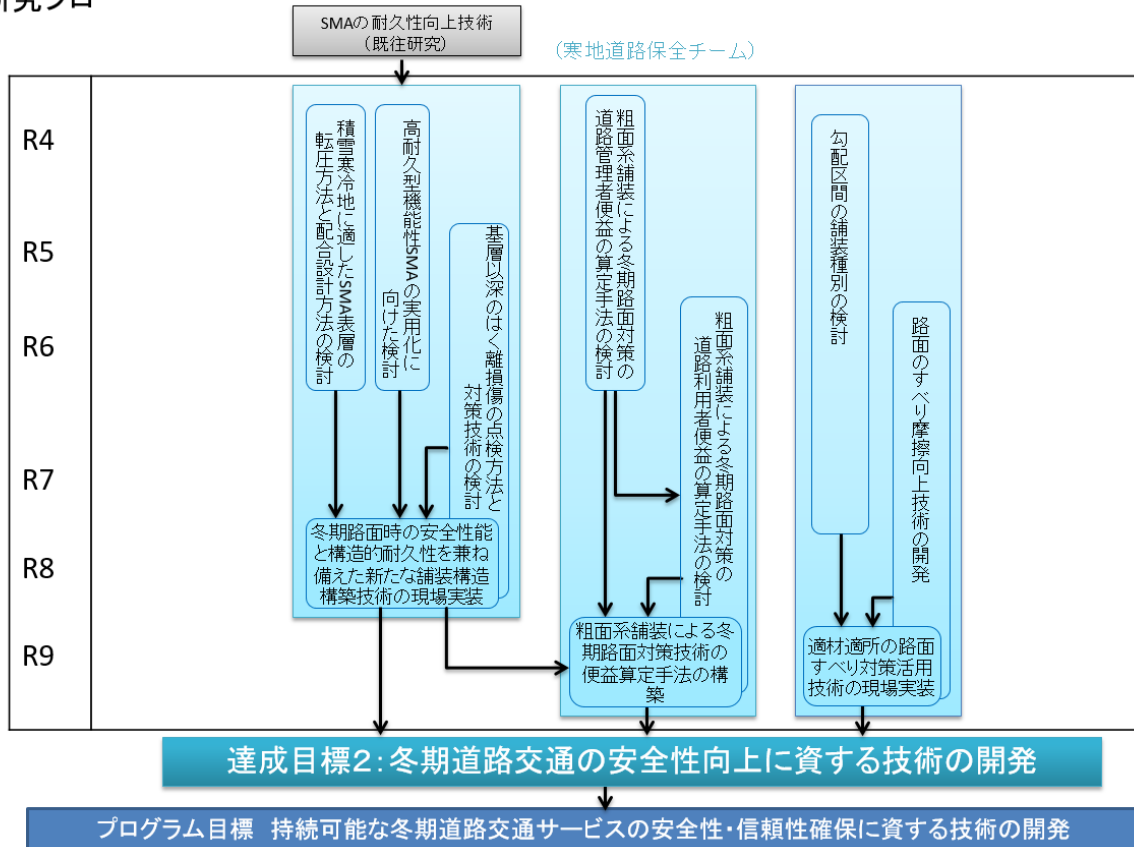 研究フロ
SMAの耐久性向上技術
（既往研究）
（寒地道路保全チーム）
R4
R5
R6
R7
R8
R9
積雪寒冷地に適したSMA表層の
転圧方法と配合設計方法の検討
高耐久型機能性SMAの実用化に
向けた検討
基層以深のはく離損傷の点検方法と
対策技術の検討
冬期路面時の安全性能
と構造的耐久性を兼ね
備えた新たな舗装構造
構築技術の現場実装
粗面系舗装による冬期路面対策の
道路管理者便益の算定手法の検討
粗面系舗装による冬期路面対策の
道路利用者便益の算定手法の検討
粗面系舗装による冬
期路面対策技術の
便益算定手法の構
築
勾配区間の舗装種別の検討
路面のすべり摩擦向上技術の開発
適材適所の路面
すべり対策活用
技術の現場実装
達成目標2：冬期道路交通の安全性向上に資する技術の開発
プログラム目標 持続可能な冬期道路交通サービスの安全性・信頼性確保に資する技術の開発